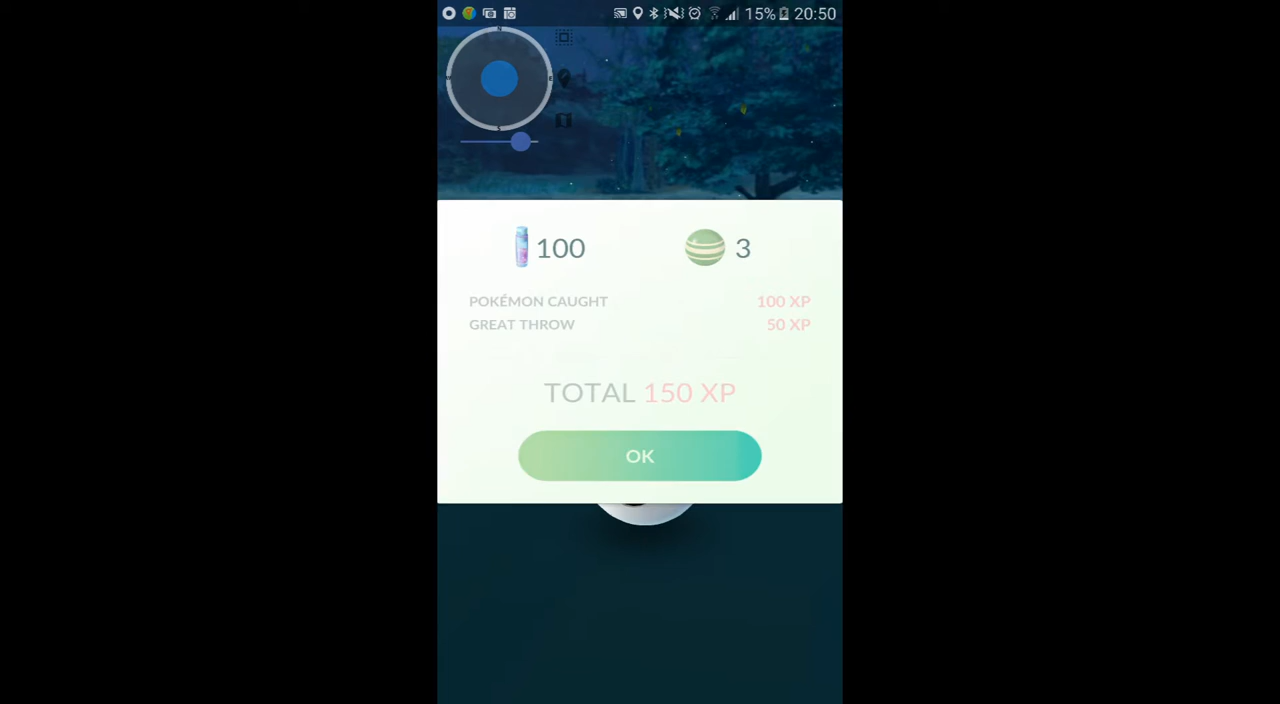 15% 20:50
100 3
POKÉMON CAUGHT 100 XP
GREAT THROW 50 XP
TOTAL 150 XP
OK